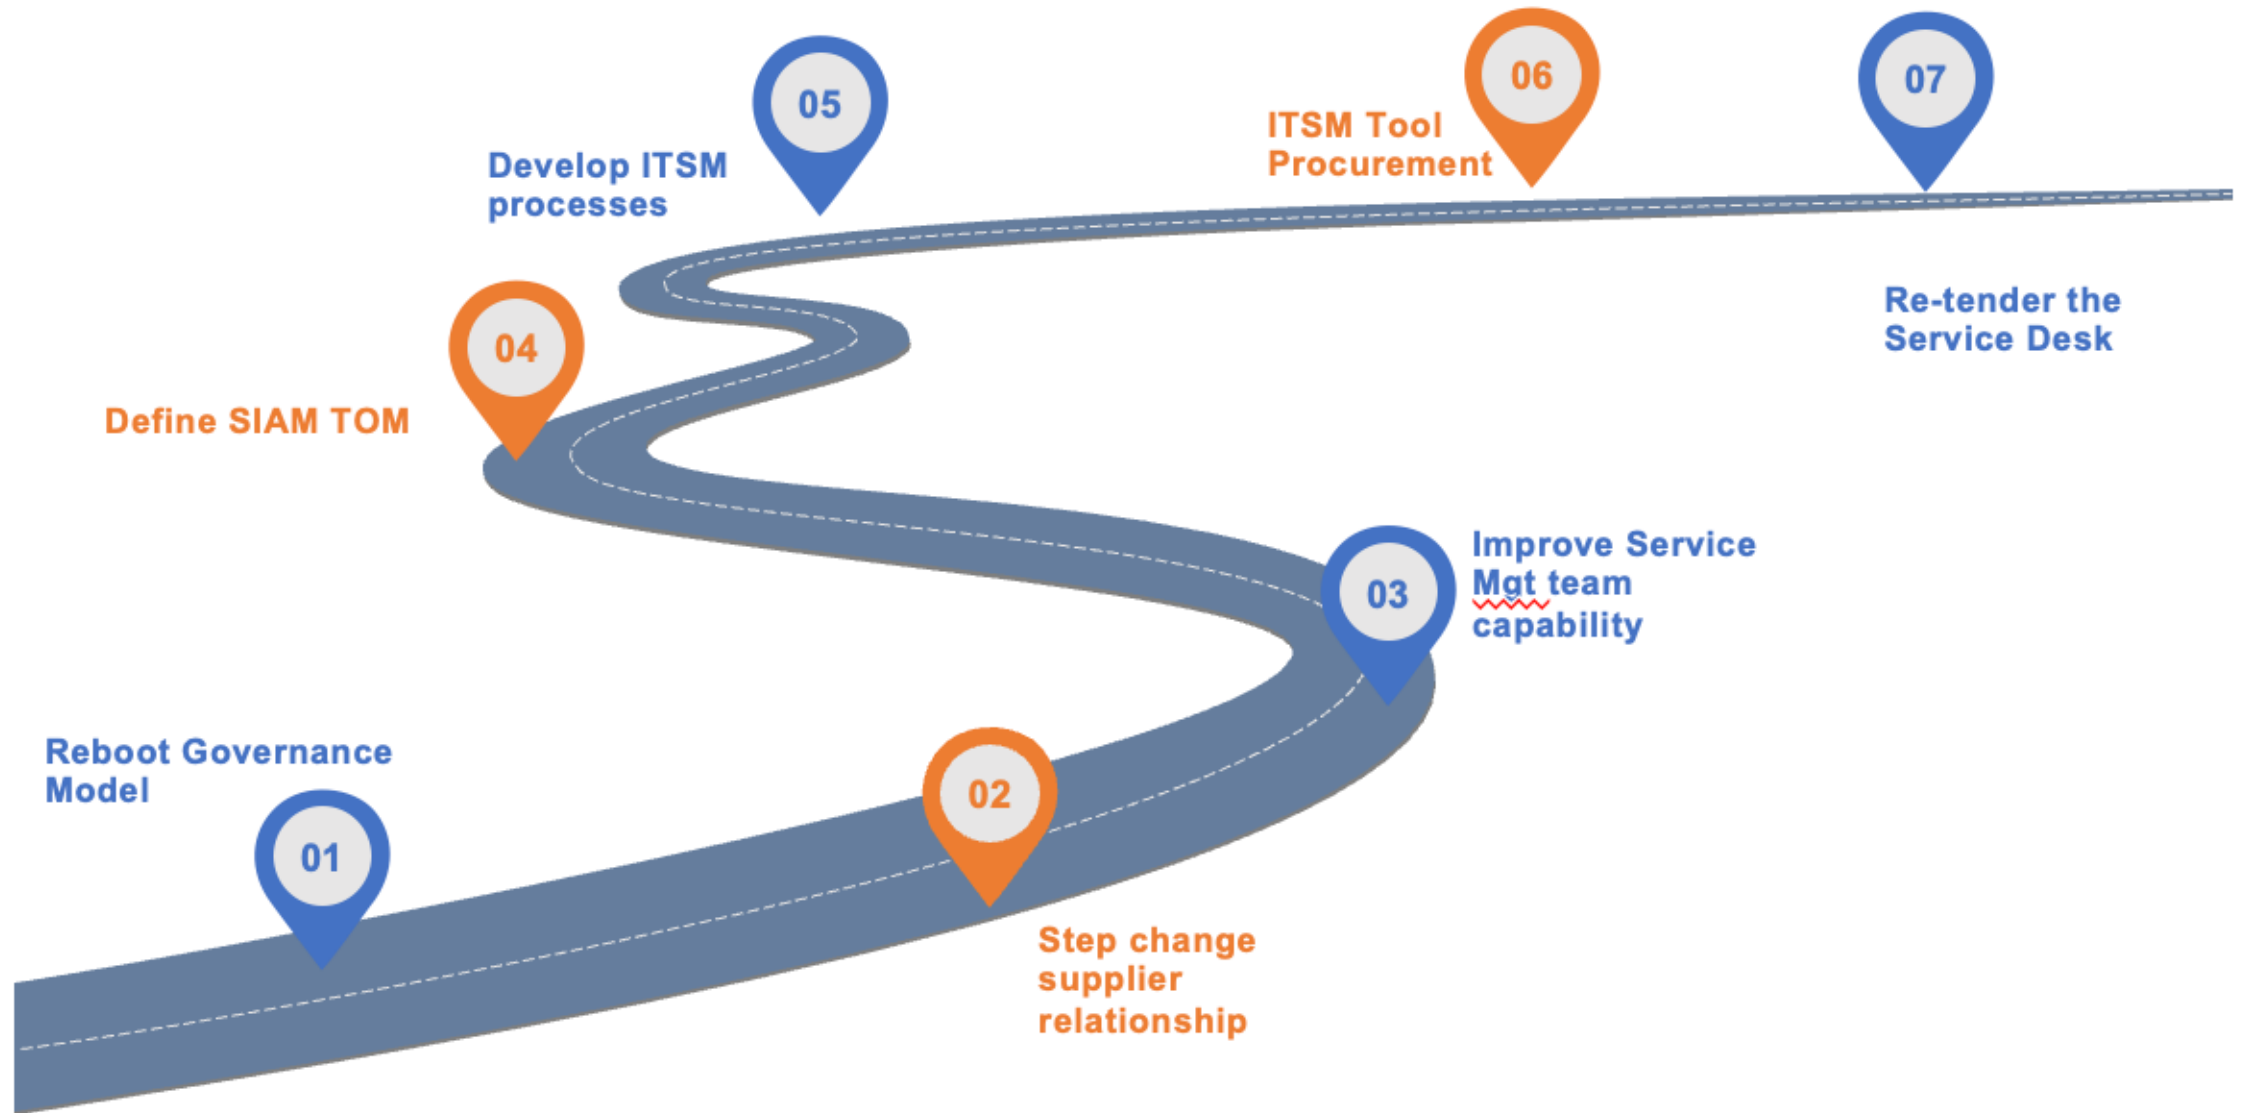 05
06
07
ITSM Tool
Procurement
Develop ITSM
processes
Re-tender the
Service Desk
04
Define SIAM TOM
03
Improve Service
Mgt team
capability
Reboot Governance
Model
02
01
Step change
supplier
relationship